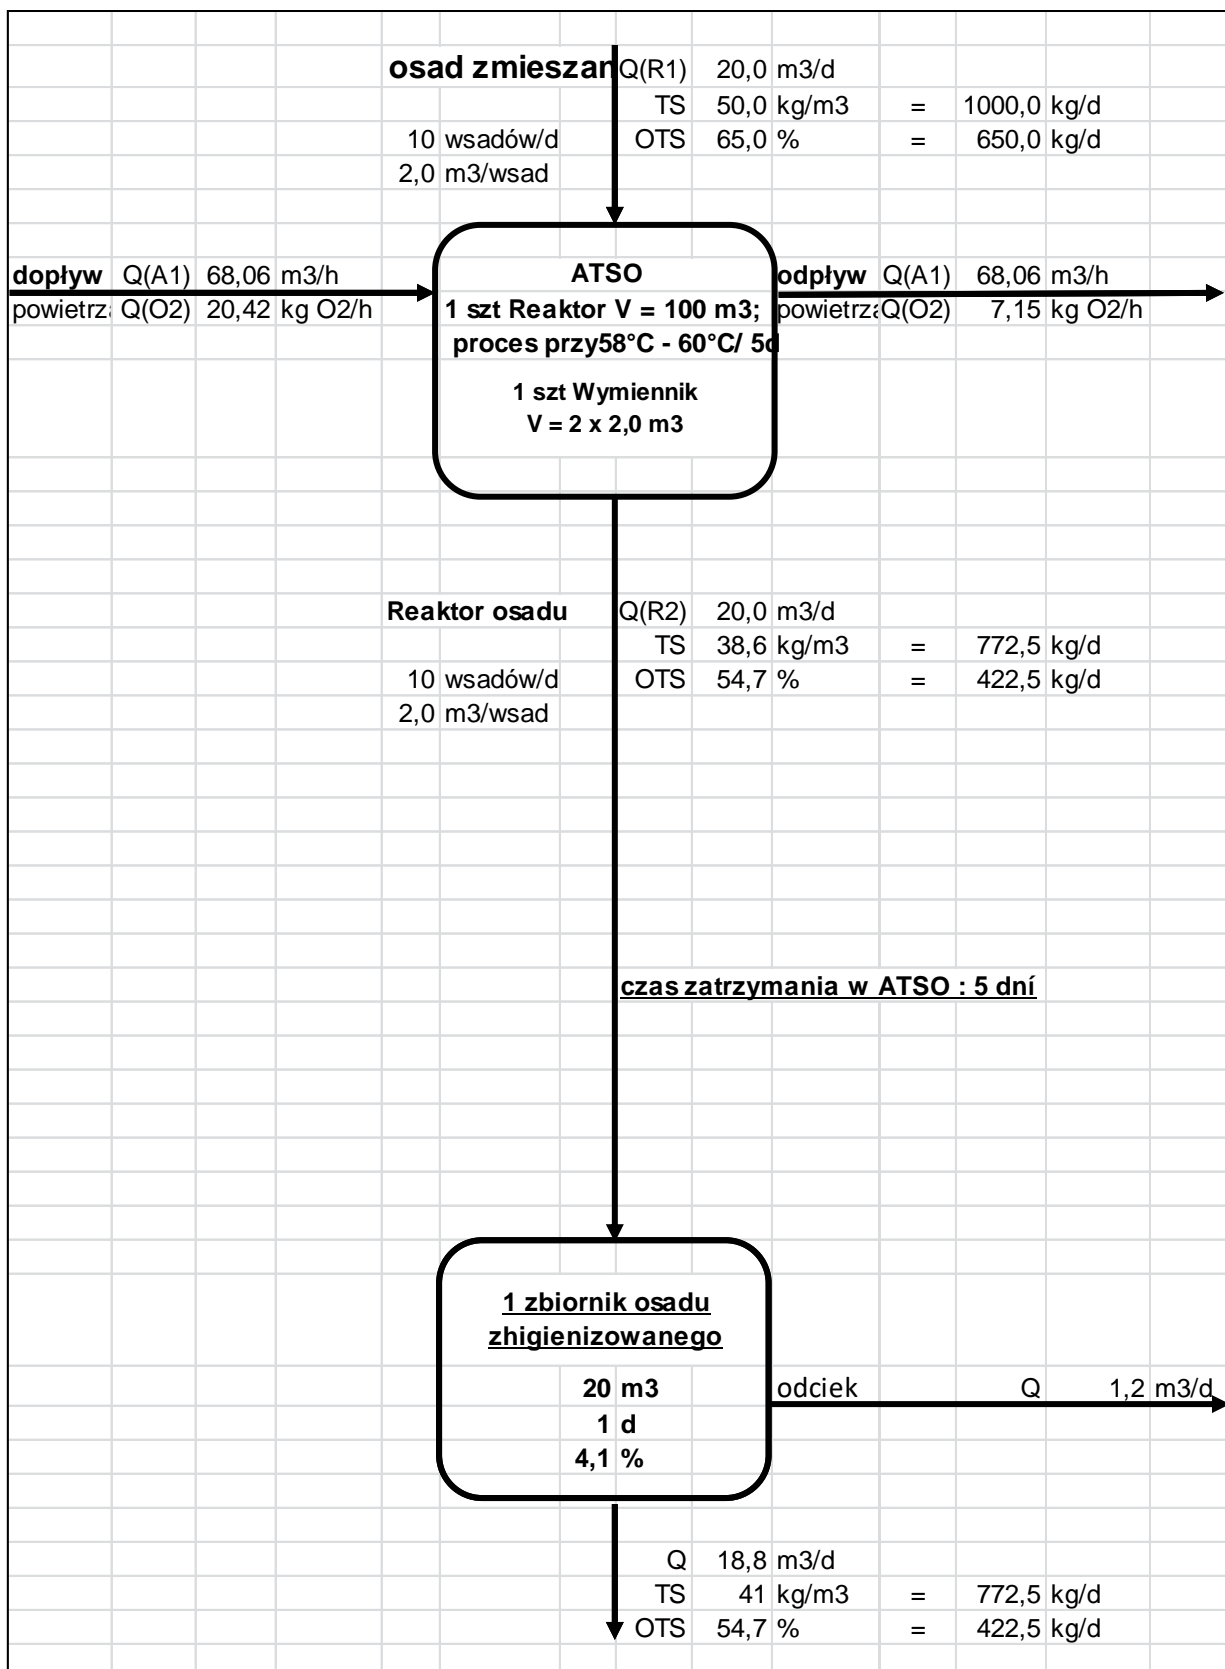 osad zmieszan Q(R1) 20,0 m3/d
TS 50,0 kg/m3 = 1000,0 kg/d
10 wsadów/d OTS 65,0 % = 650,0 kg/d
2,0 m3/wsad
dopływ Q(A1) 68,06 m3/h
powietrz Q(O2) 20,42 kg O2/h
ATSO
1 szt Reaktor V = 100 m3;
proces przy58°C - 60°C/ 5d
1 szt Wymiennik
V = 2 x 2,0 m3
odpływ Q(A1) 68,06 m3/h
powietrza Q(O2) 7,15 kg O2/h
Reaktor osadu Q(R2) 20,0 m3/d
TS 38,6 kg/m3 = 772,5 kg/d
10 wsadów/d OTS 54,7 % = 422,5 kg/d
2,0 m3/wsad
czas zatrzymania w ATSO : 5 dní
1 zbiornik osadu
zhigienizowanego
20 m3
1 d
4,1 %
odciek Q 1,2 m3/d
Q 18,8 m3/d
TS 41 kg/m3 = 772,5 kg/d
OTS 54,7 % = 422,5 kg/d